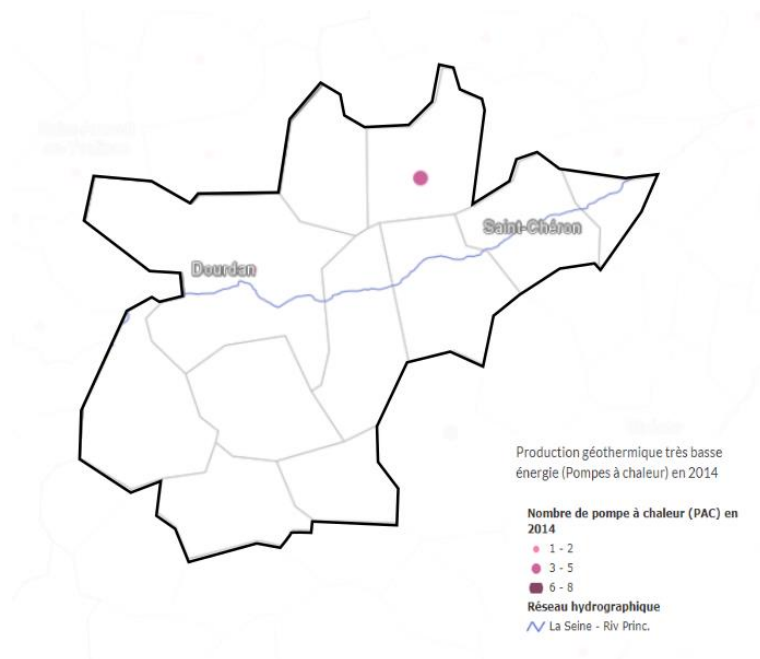 Saint-Chéron
Dourdan
Production géothermique très basse
énergie (Pompes à chaleur) en 2014
Nombre de pompe à chaleur (PAC) en
2014
1 - 2
3 - 5
6 - 8
Réseau hydrographique
La Seine - Riv Princ.